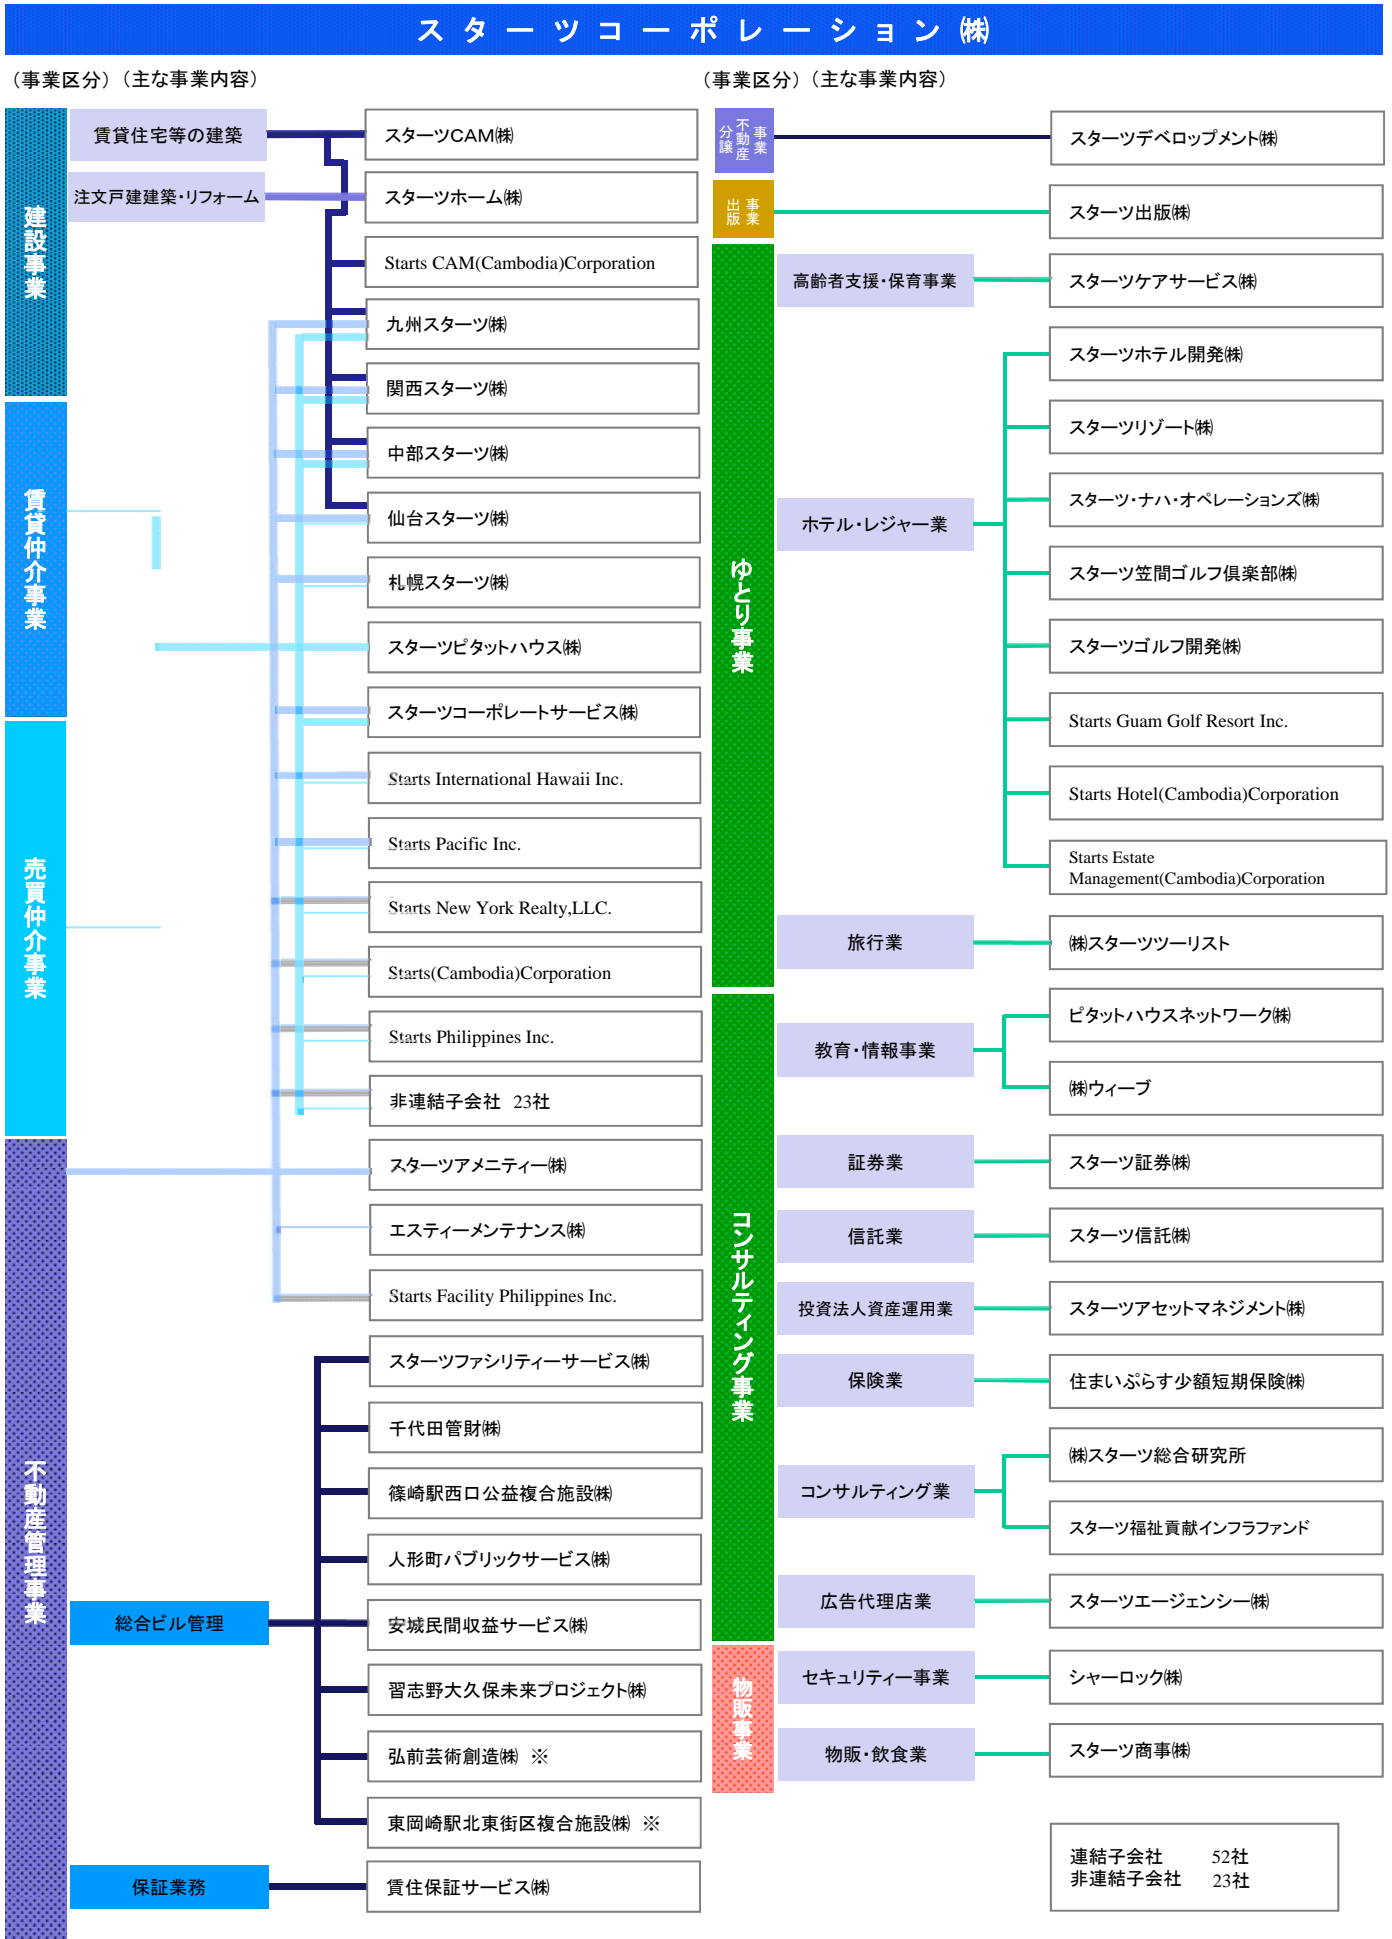 スターツコーポレーション㈱
（事業区分）（主な事業内容）
建設事業
賃貸住宅等の建築
スターツCAM㈱
注文戸建建築・リフォーム
スターツホーム㈱
Starts CAM(Cambodia)Corporation
九州スターツ㈱
関西スターツ㈱
賃貸仲介事業
中部スターツ㈱
仙台スターツ㈱
札幌スターツ㈱
スターツピタットハウス㈱
スターツコーポレートサービス㈱
売買仲介事業
Starts International Hawaii Inc.
Starts Pacific Inc.
Starts New York Realty,LLC.
Starts(Cambodia)Corporation
Starts Philippines Inc.
非連結子会社 23社
不動産管理事業
スターツアメニティー㈱
エスティーメンテナンス㈱
Starts Facility Philippines Inc.
総合ビル管理
スターツファシリティーサービス㈱
千代田管財㈱
篠崎駅西口公益複合施設㈱
人形町パブリックサービス㈱
安城民間収益サービス㈱
習志野大久保未来プロジェクト㈱
弘前芸術創造㈱ ※
東岡崎駅北東街区複合施設㈱ ※
保証業務
賃住保証サービス㈱
（事業区分）（主な事業内容）
不動産分譲事業
スターツデベロップメント㈱
出版事業
スターツ出版㈱
ゆとり事業
高齢者支援・保育事業
スターツケアサービス㈱
ホテル・レジャー業
スターツホテル開発㈱
スターツリゾート㈱
スターツ・ナハ・オペレーションズ㈱
スターツ笠間ゴルフ倶楽部㈱
スターツゴルフ開発㈱
Starts Guam Golf Resort Inc.
Starts Hotel(Cambodia)Corporation
Starts Estate
Management(Cambodia)Corporation
旅行業
㈱スターツツーリスト
コンサルティング事業
教育・情報事業
ピタットハウスネットワーク㈱
㈱ウィーブ
証券業
スターツ証券㈱
信託業
スターツ信託㈱
投資法人資産運用業
スターツアセットマネジメント㈱
保険業
住まいぷらす少額短期保険㈱
コンサルティング業
㈱スターツ総合研究所
スターツ福祉貢献インフラファンド
広告代理店業
スターツエージェンシー㈱
物販事業
セキュリティー事業
シャーロック㈱
物販・飲食業
スターツ商事㈱
連結子会社 52社
非連結子会社 23社